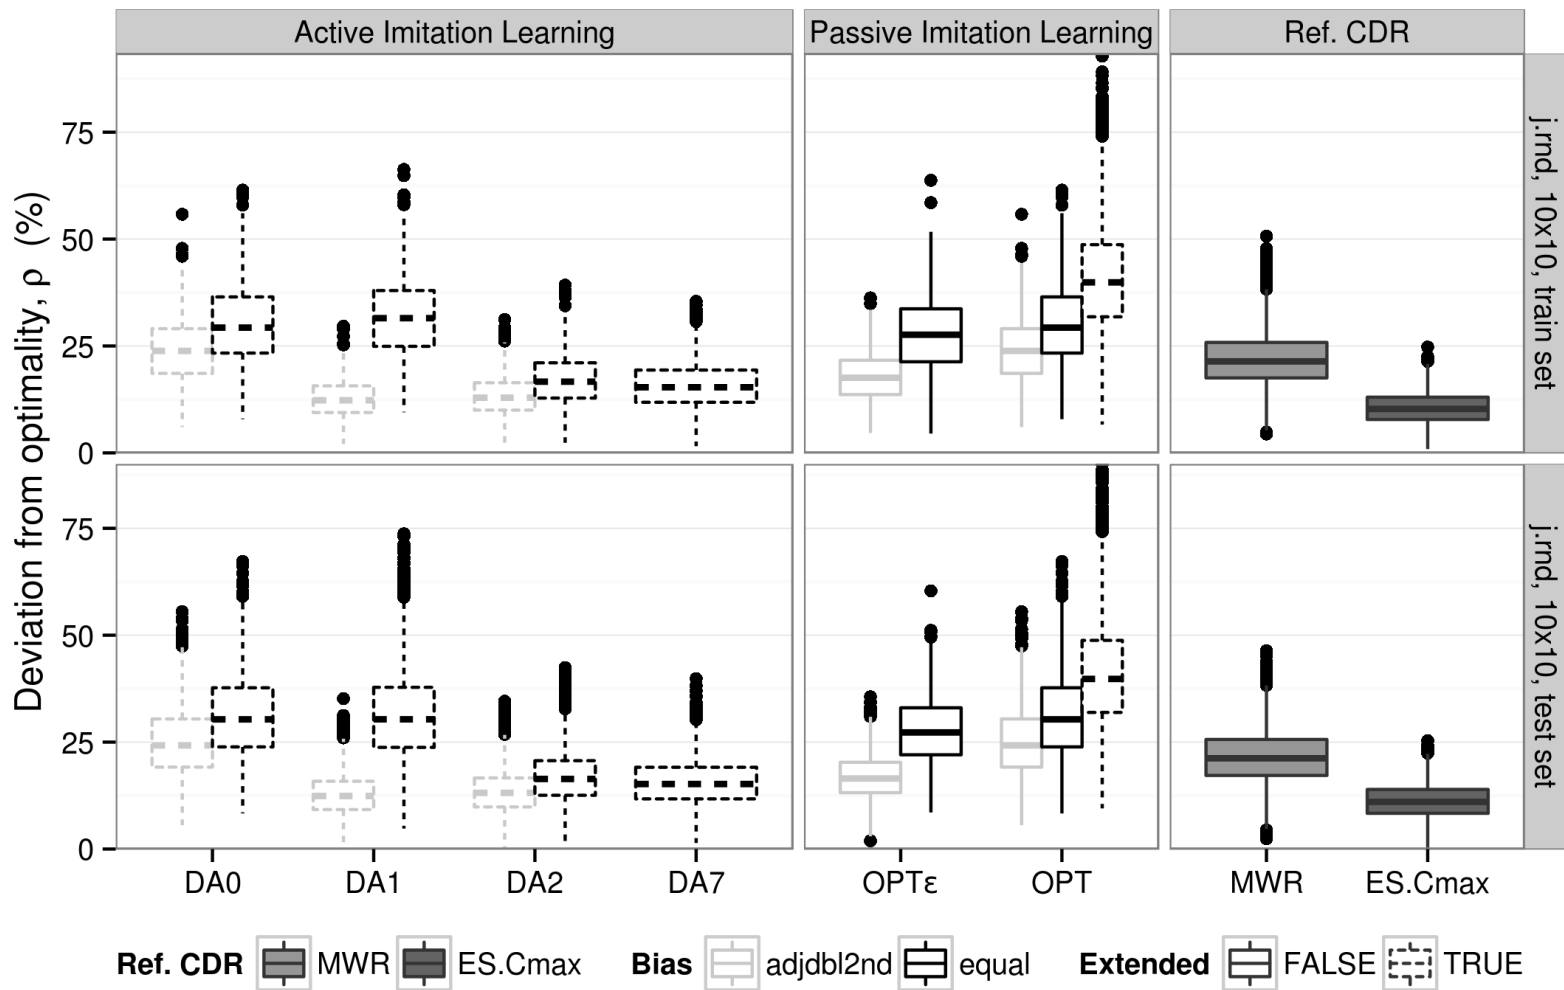 Active Imitation Learning
Passive Imitation Learning
Ref. CDR
Deviation from optimality, ρ (%)
75
50
25
0
j.rnd, 10x10, train set
75
50
25
0
j.rnd, 10x10, test set
DA0 DA1 DA2 DA7 OPTε OPT MWR ES.Cmax
Ref. CDR MWR ES.Cmax Bias adjdbl2nd equal Extended FALSE TRUE